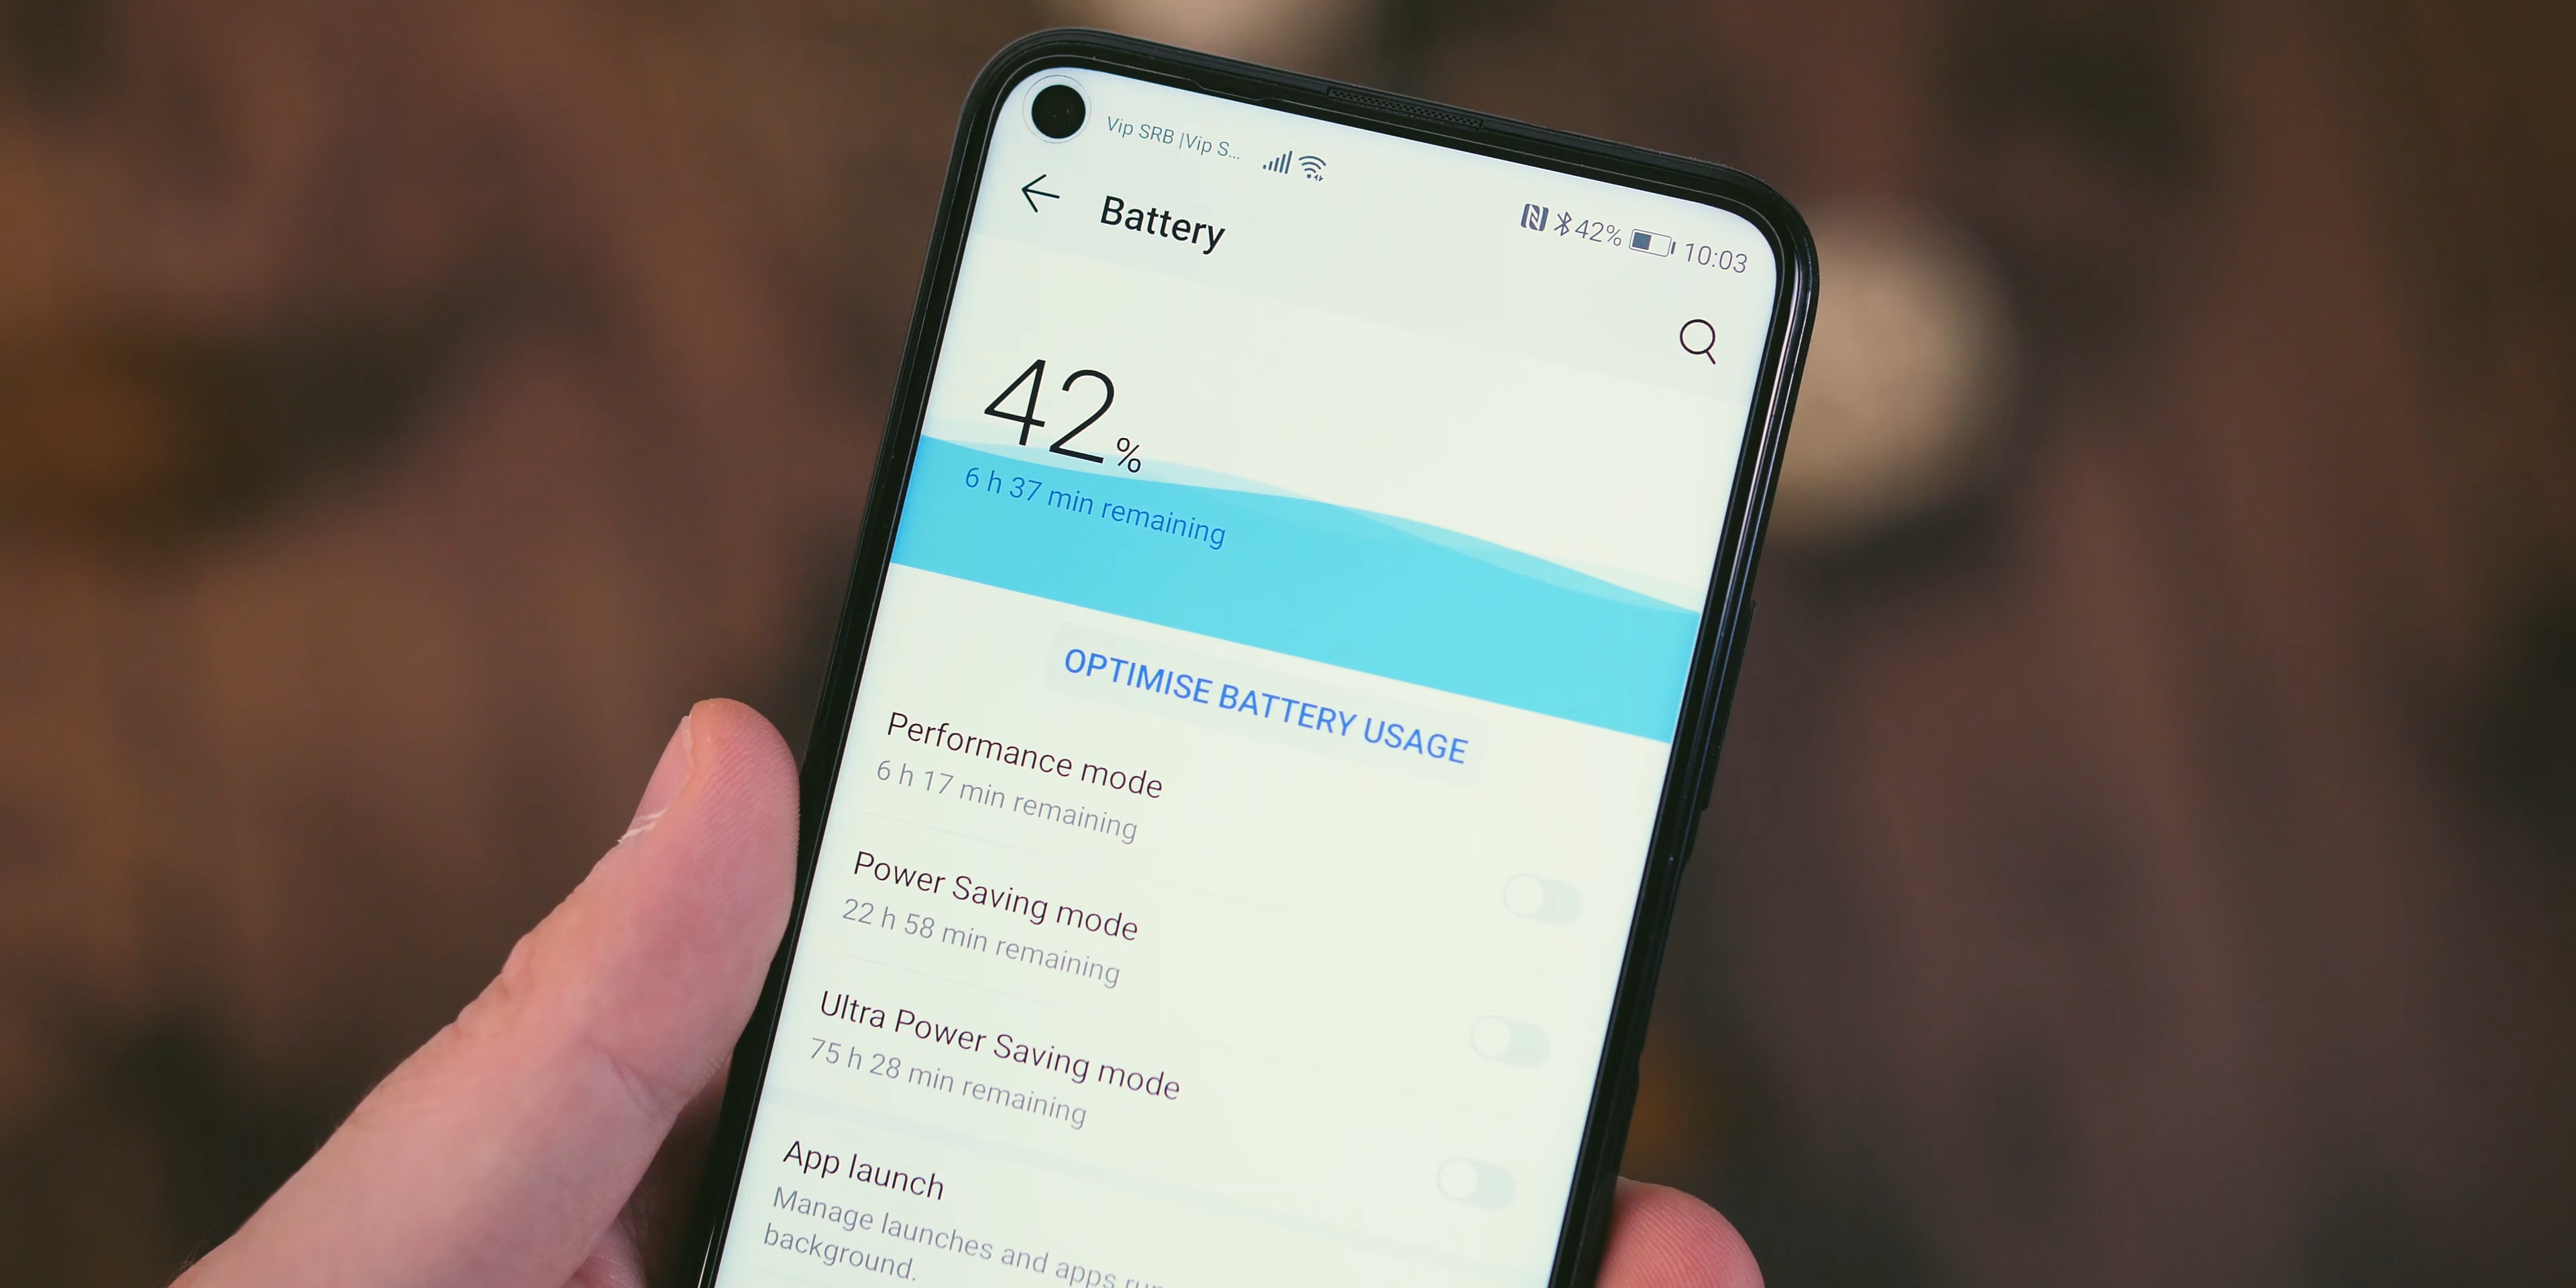 Vip SRB |Vip S...
42% 10:03
Battery
42%
6 h 37 min remaining
OPTIMISE BATTERY USAGE
Performance mode
6 h 17 min remaining
Power Saving mode
22 h 58 min remaining
Ultra Power Saving mode
75 h 28 min remaining
App launch
Manage launches and apps
background.